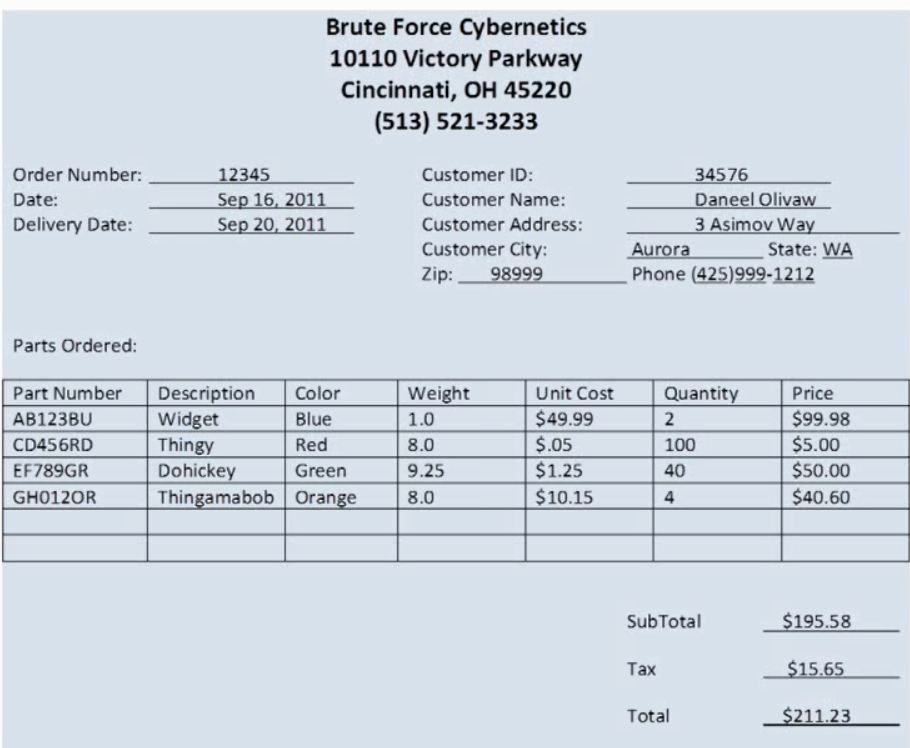 Brute Force Cybernetics
10110 Victory Parkway
Cincinnati, OH 45220
(513) 521-3233
Order Number: 12345 Customer ID: 34576
Date: Sep 16, 2011 Customer Name: Daneel Olivaw
Delivery Date: Sep 20, 2011 Customer Address: 3 Asimov Way
Customer City: Aurora State: WA
Zip: 98999 Phone (425)999-1212
Parts Ordered:
Part Number Description Color Weight Unit Cost Quantity Price
AB123BU Widget Blue 1.0 $49.99 2 $99.98
CD456RD Thingy Red 8.0 $.05 100 $5.00
EF789GR Dohickey Green 9.25 $1.25 40 $50.00
GH012OR Thingamabob Orange 8.0 $10.15 4 $40.60
SubTotal $195.58
Tax $15.65
Total $211.23